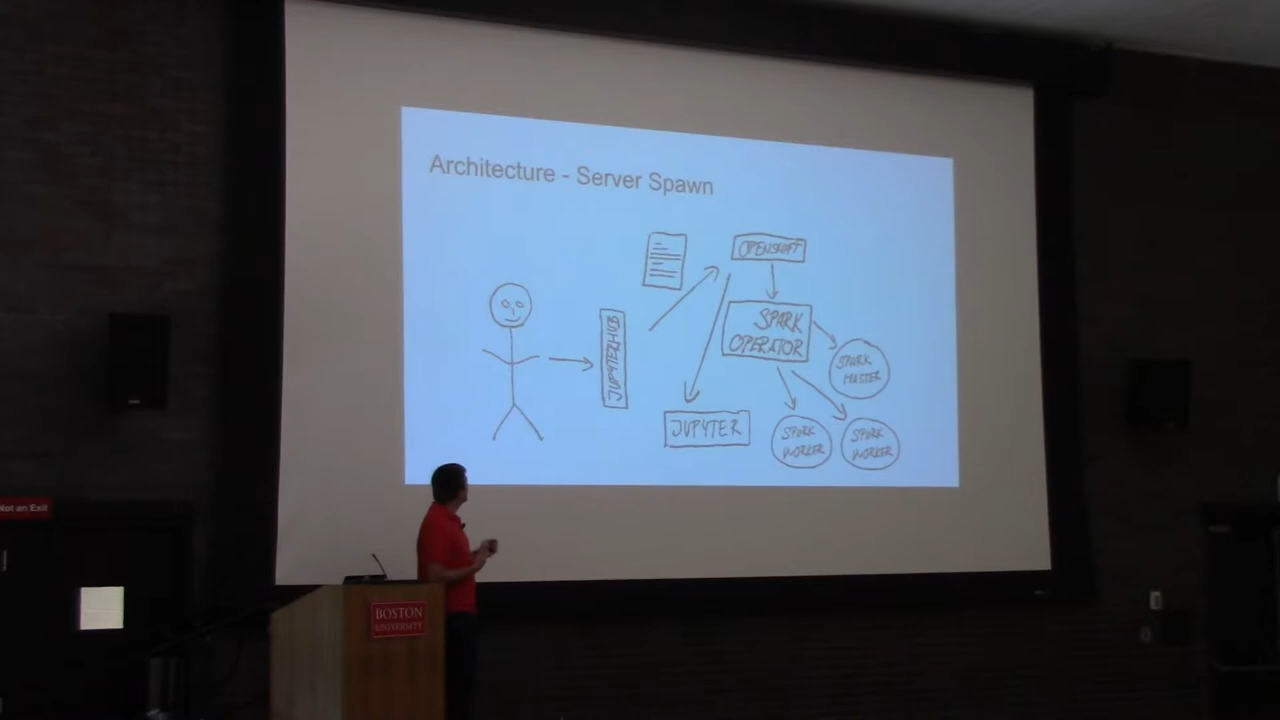 Architecture - Server Spawn
OPENSHIFT
SPARK
OPERATOR
JUPYTERHUB
SPARK
MASTER
JUPYTER
SPARK
WORKER
SPARK
WORKER
Not an Exit
BOSTON
UNIVERSITY